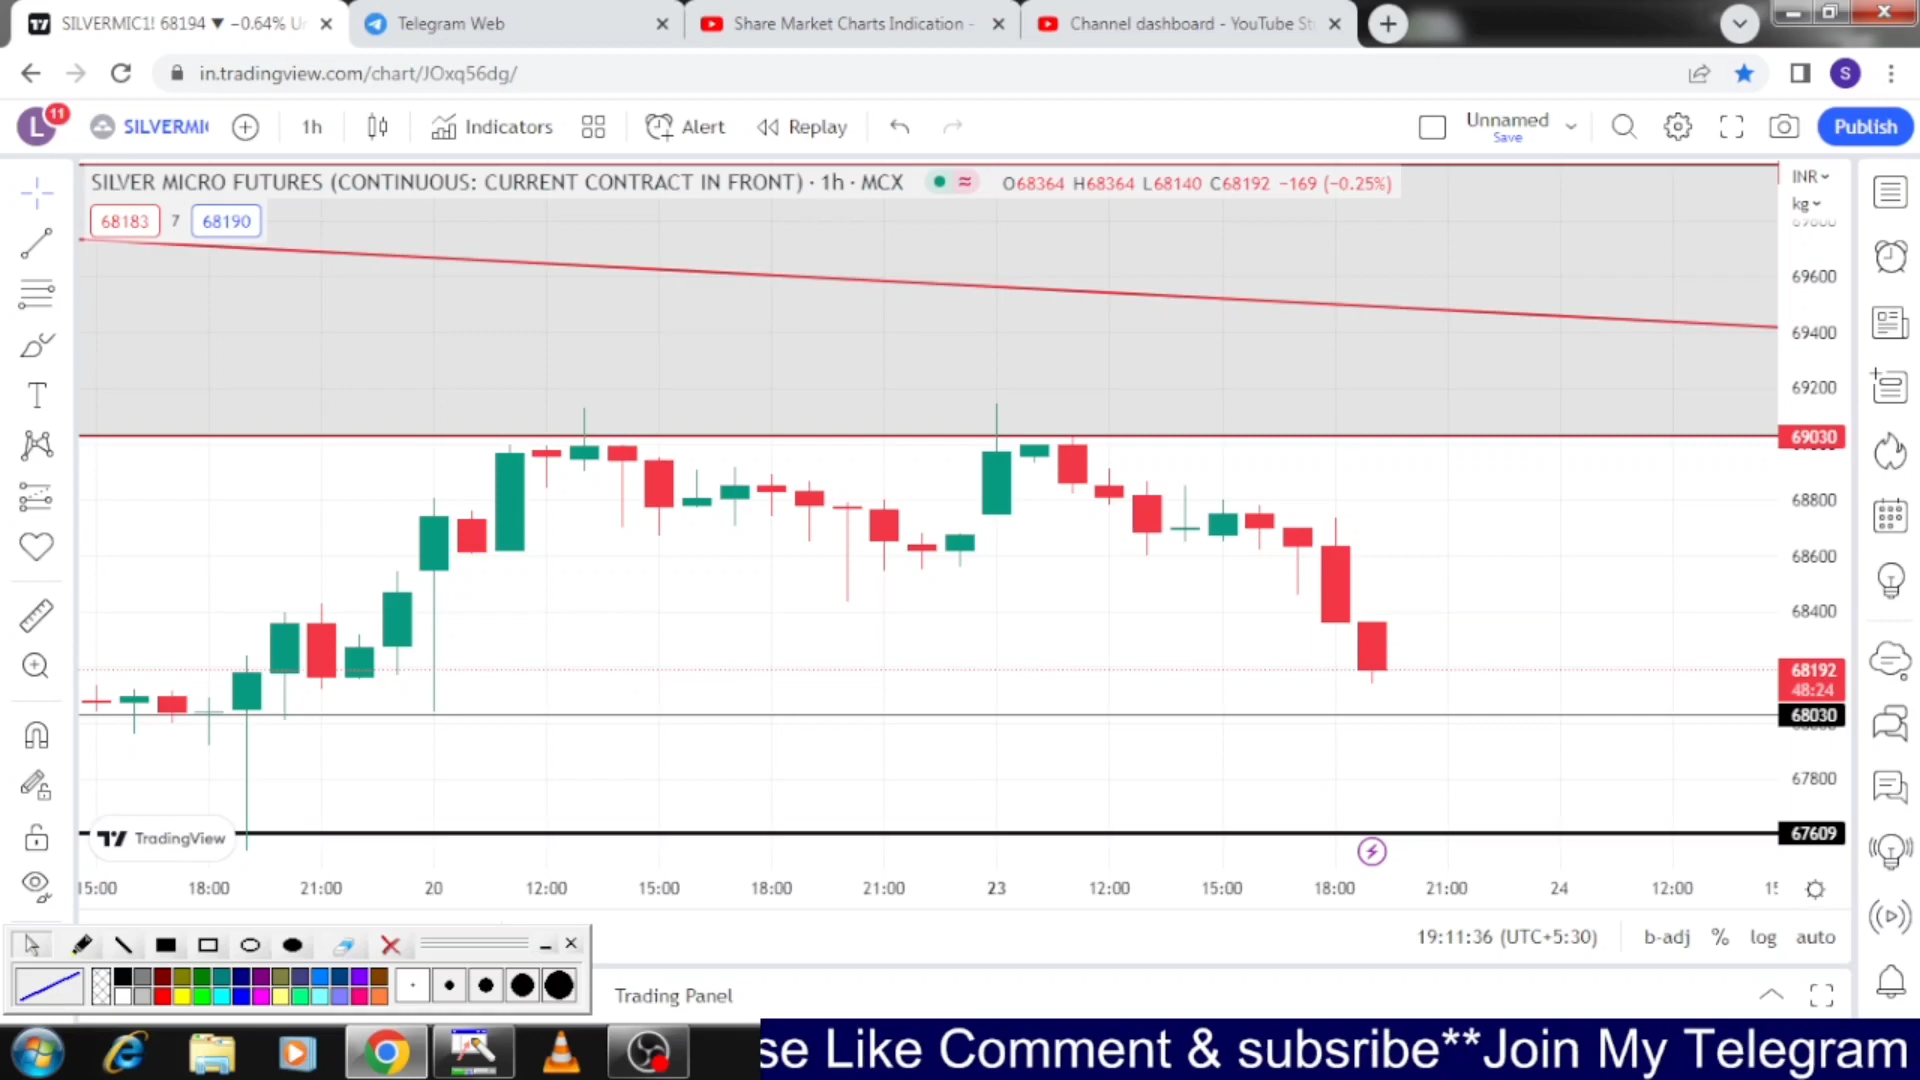 SILVERMIC1! 68194 ▼ −0.64% Un
Telegram Web
Share Market Charts Indication -
Channel dashboard - YouTube St
in.tradingview.com/chart/JOxq56dg/
S
L
11
SILVERMI
1h
Indicators
Alert
Replay
Unnamed
Save
Publish
SILVER MICRO FUTURES (CONTINUOUS: CURRENT CONTRACT IN FRONT) · 1h · MCX
O68364 H68364 L68140 C68192 −169 (−0.25%)
INR
kg
68183
7
68190
69600
69400
69200
69030
68800
68600
68400
68192
48:24
68030
67800
67609
TradingView
15:00
18:00
21:00
20
12:00
15:00
18:00
21:00
23
12:00
15:00
18:00
21:00
24
12:00
19:11:36 (UTC+5:30)
b-adj
%
log
auto
Trading Panel
se Like Comment & subsribe**Join My Telegram